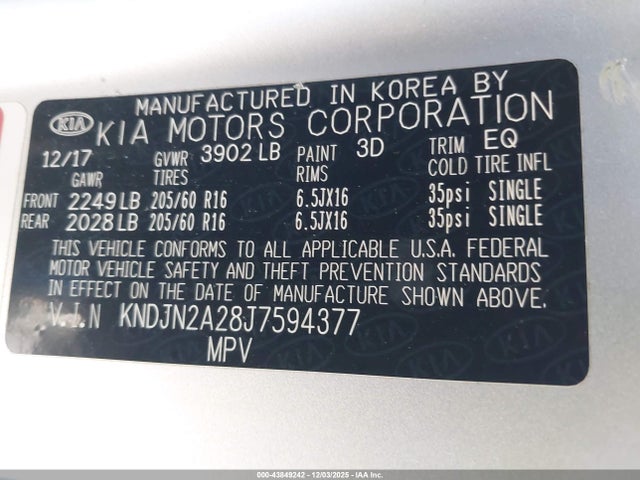 MANUFACTURED IN KOREA BY
KIA KIA MOTORS CORPORATION
12/17 GVWR 3902 LB PAINT 3D TRIM EQ
GAWR TIRES RIMS COLD TIRE INFL
FRONT 2249 LB 205/60 R16 6.5JX16 35psi SINGLE
REAR 2028 LB 205/60 R16 6.5JX16 35psi SINGLE
THIS VEHICLE CONFORMS TO ALL APPLICABLE U.S.A. FEDERAL
MOTOR VEHICLE SAFETY AND THEFT PREVENTION STANDARDS
IN EFFECT ON THE DATE OF MANUFACTURE SHOWN ABOVE.
V.I.N KNDJN2A28J7594377
MPV
000-43849242 - 12/03/2025 - IAA, Inc.